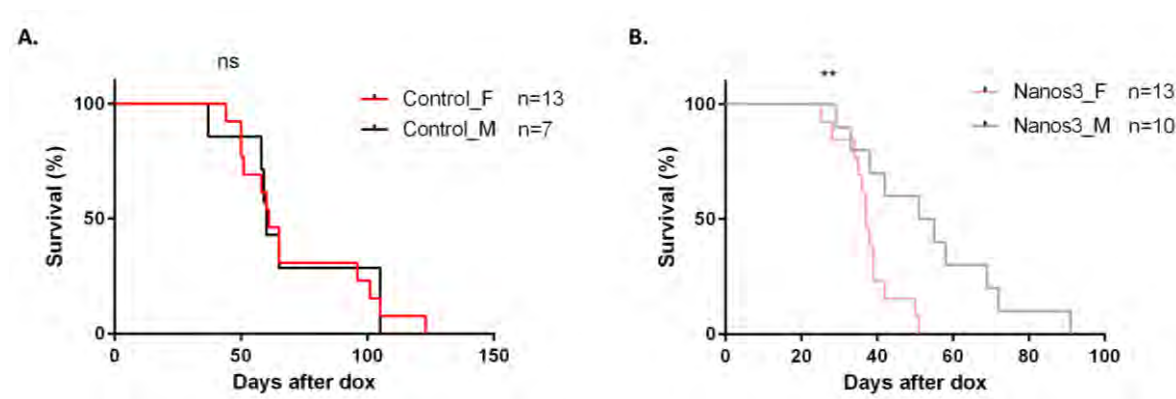 A.
ns
Control_F n=13
Control_M n=7
100
50
0
Survival (%)
0 50 100 150
Days after dox
B.
**
Nanos3_F n=13
Nanos3_M n=10
100
50
0
Survival (%)
0 20 40 60 80 100
Days after dox